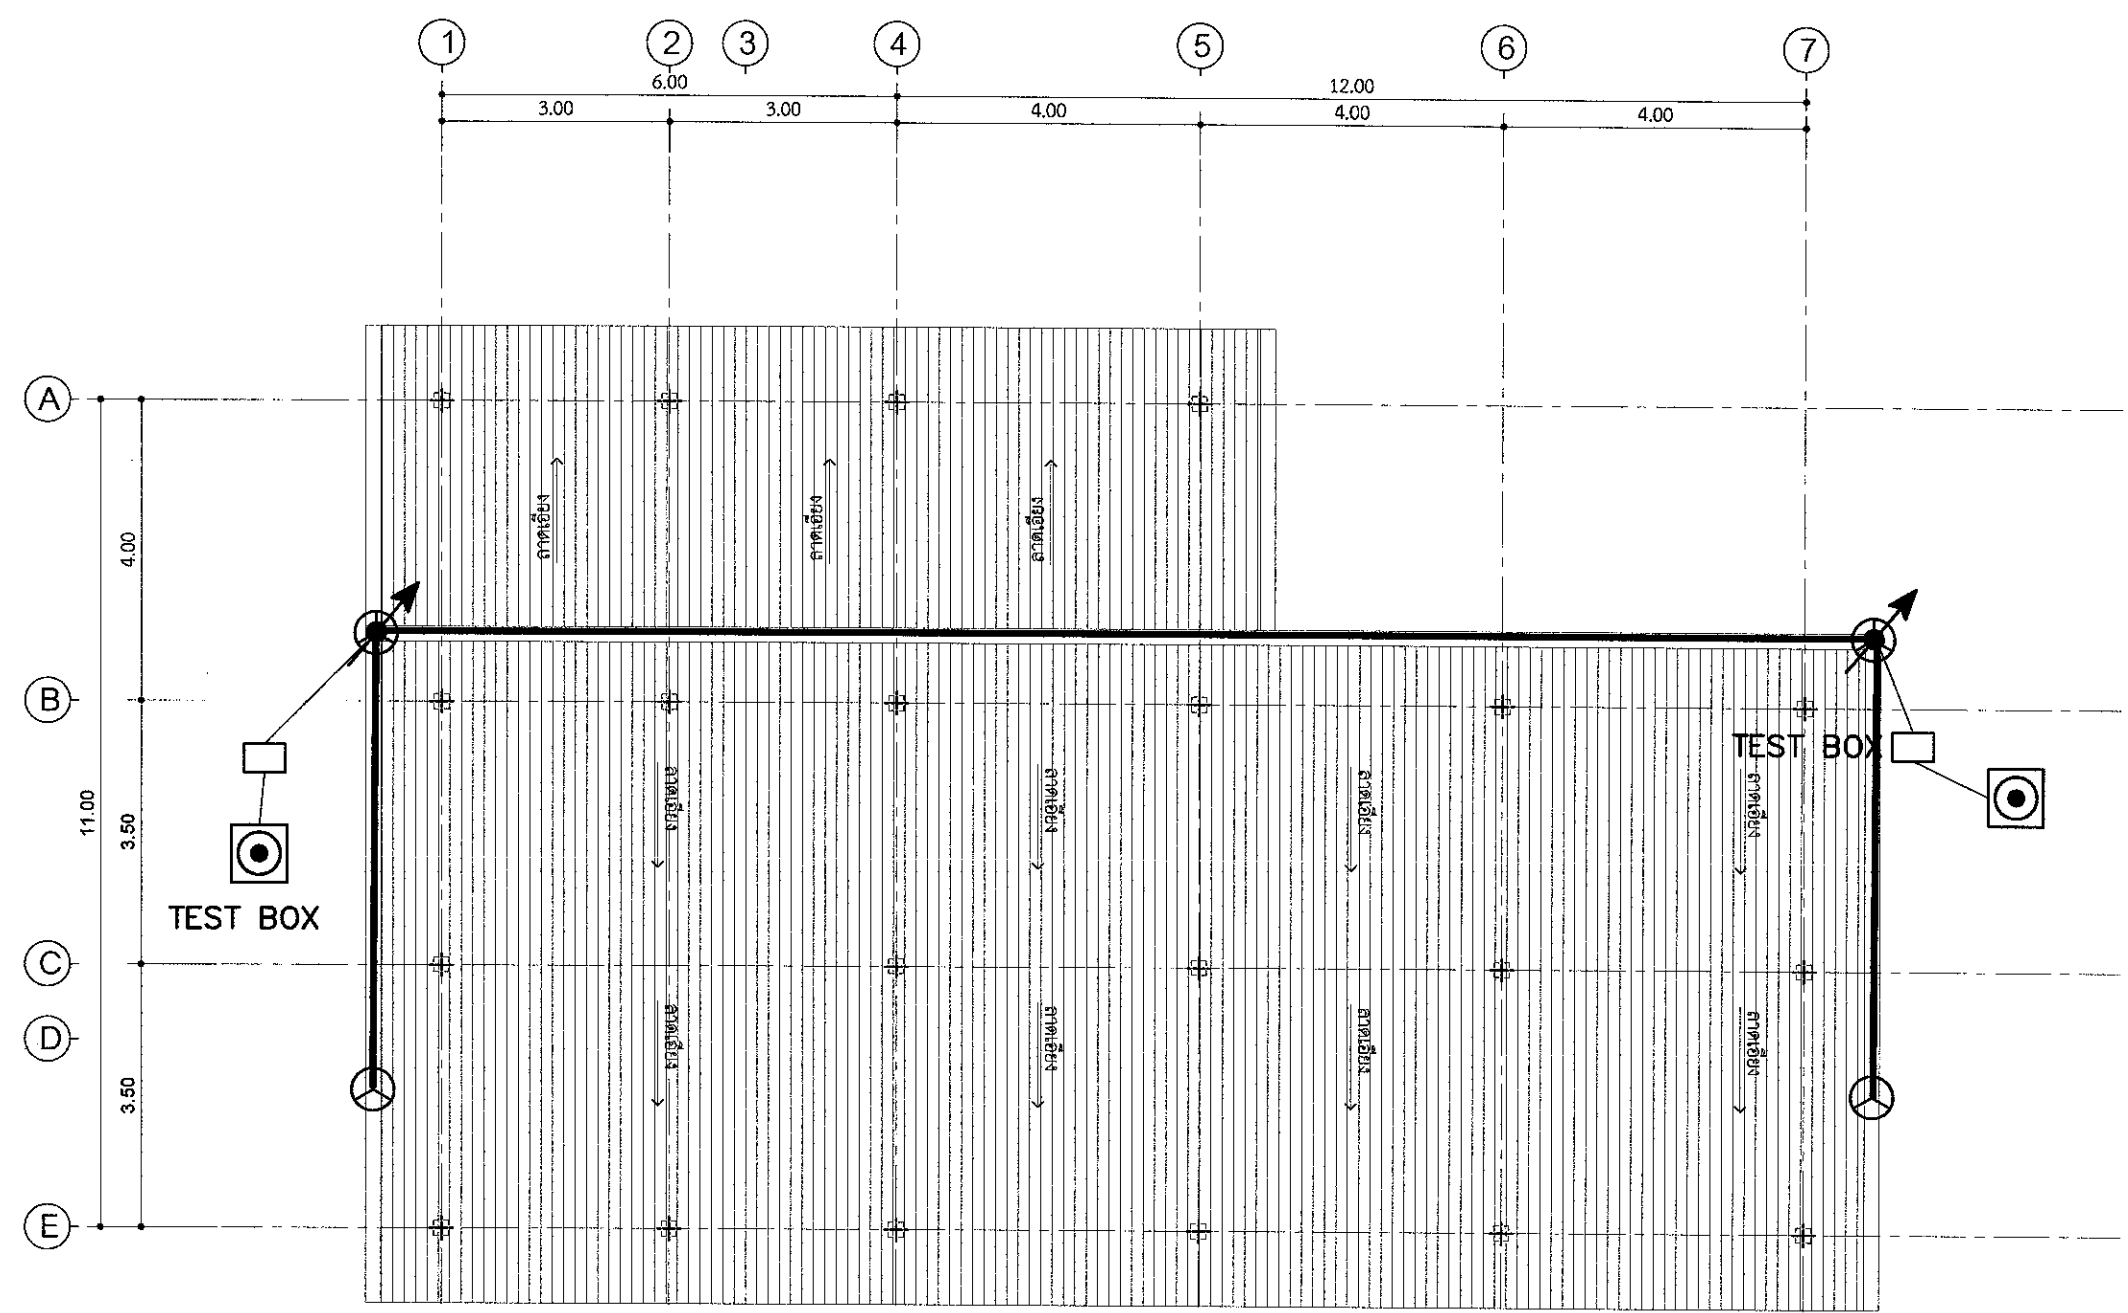 1 2 3 4 5 6 7
6.00 12.00
3.00 3.00 4.00 4.00 4.00
A
ลาดเอียง ลาดเอียง ลาดเอียง
4.00
B
TEST BOX
ลาดเอียง ลาดเอียง ลาดเอียง ลาดเอียง
11.00
3.50
TEST BOX
C
D
ลาดเอียง ลาดเอียง ลาดเอียง ลาดเอียง
3.50
E